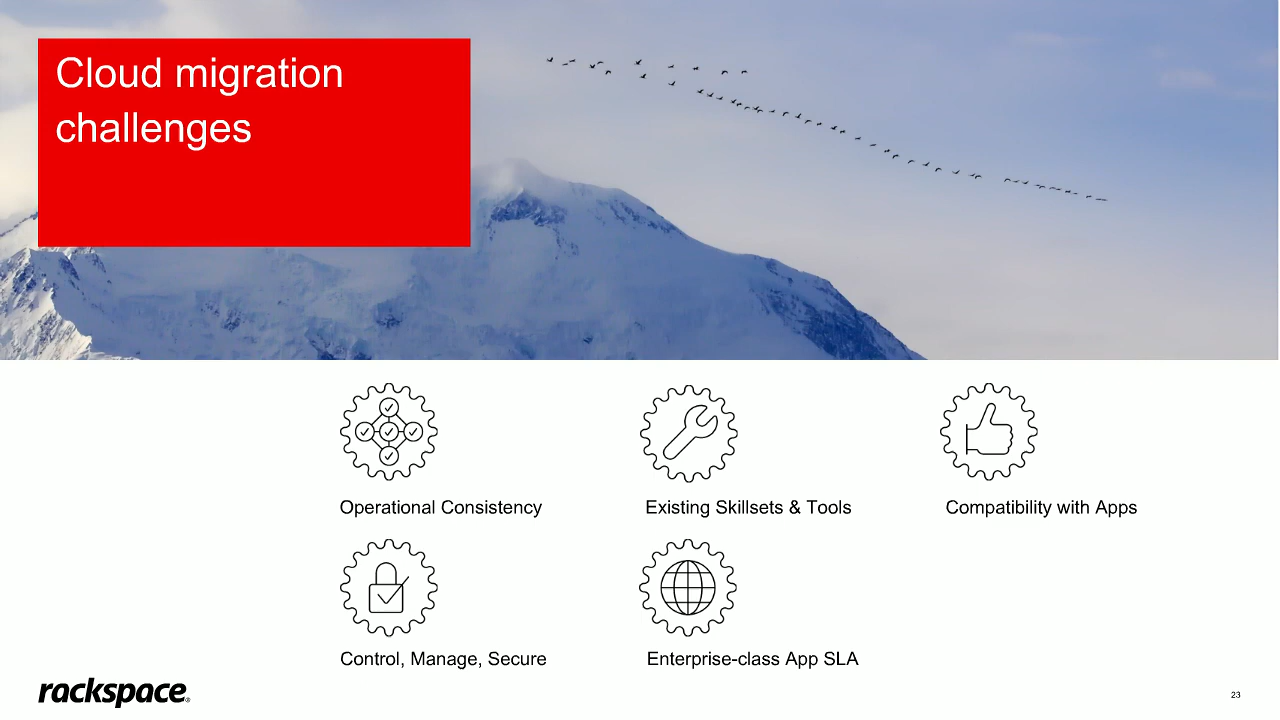 Cloud migration
challenges
Operational Consistency
Existing Skillsets & Tools
Compatibility with Apps
Control, Manage, Secure
Enterprise-class App SLA
rackspace®
23